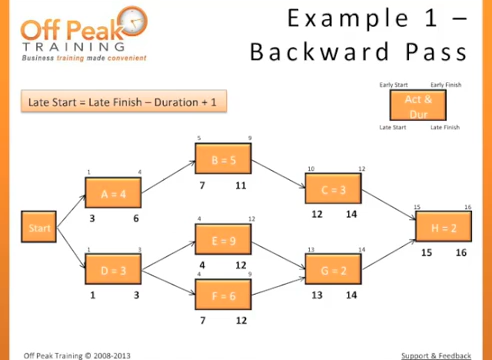 Off Peak
TRAINING
Business training made convenient
Example 1 –
Backward Pass
Late Start = Late Finish – Duration + 1
Early Start Early Finish
Act &
Dur
Late Start Late Finish
5 9
B = 5
7 11
1 4
A = 4
3 6
10 12
C = 3
12 14
Start
4 12
E = 9
4 12
15 16
H = 2
15 16
1 3
D = 3
1 3
4 9
F = 6
7 12
13 14
G = 2
13 14
Off Peak Training © 2008-2013
Support & Feedback